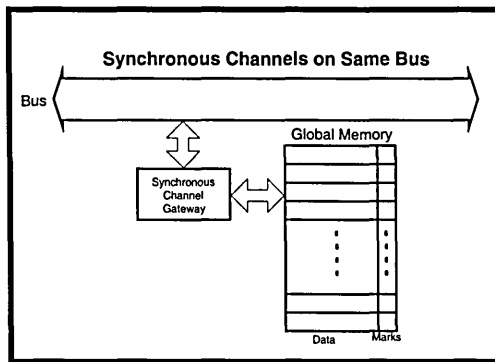 Synchronous Channels on Same Bus
Bus
Global Memory
Synchronous
Channel
Gateway
Data
Marks